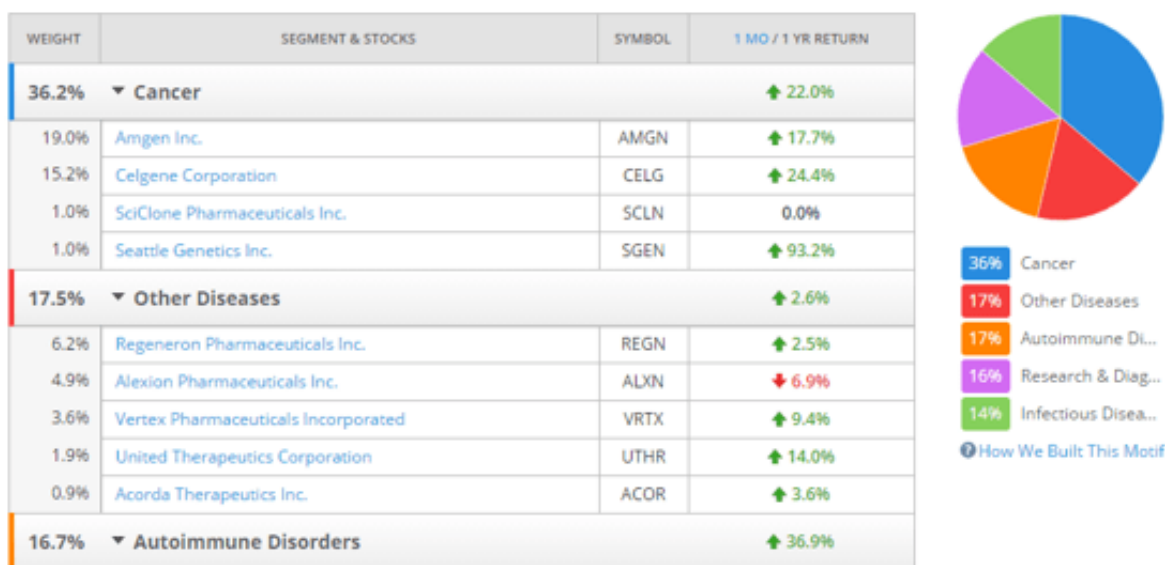 WEIGHT SEGMENT & STOCKS SYMBOL 1 MO / 1 YR RETURN
36.2% Cancer 22.0%
19.0% Amgen Inc. AMGN 17.7%
15.2% Celgene Corporation CELG 24.4%
1.0% SciClone Pharmaceuticals Inc. SCLN 0.0%
1.0% Seattle Genetics Inc. SGEN 93.2%
17.5% Other Diseases 2.6%
6.2% Regeneron Pharmaceuticals Inc. REGN 2.5%
4.9% Alexion Pharmaceuticals Inc. ALXN 6.9%
3.6% Vertex Pharmaceuticals Incorporated VRTX 9.4%
1.9% United Therapeutics Corporation UTHR 14.0%
0.9% Acorda Therapeutics Inc. ACOR 3.6%
16.7% Autoimmune Disorders 36.9%
36% Cancer
17% Other Diseases
17% Autoimmune Di...
16% Research & Diag...
14% Infectious Disea...
How We Built This Motif